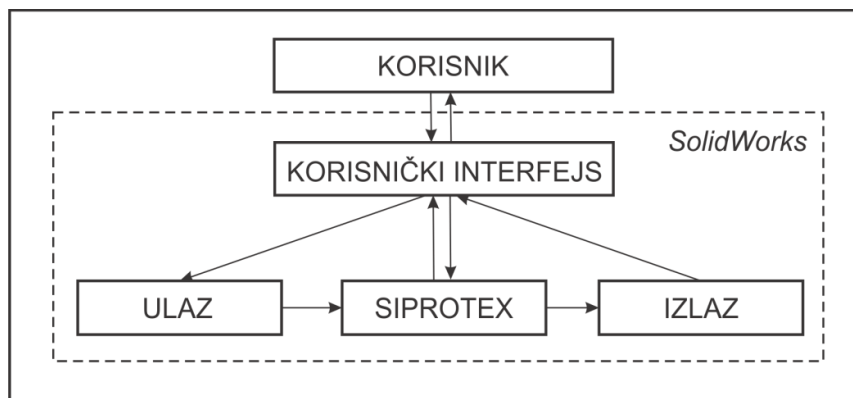 KORISNIK
SolidWorks
KORISNIČKI INTERFEJS
ULAZ
SIPROTEX
IZLAZ